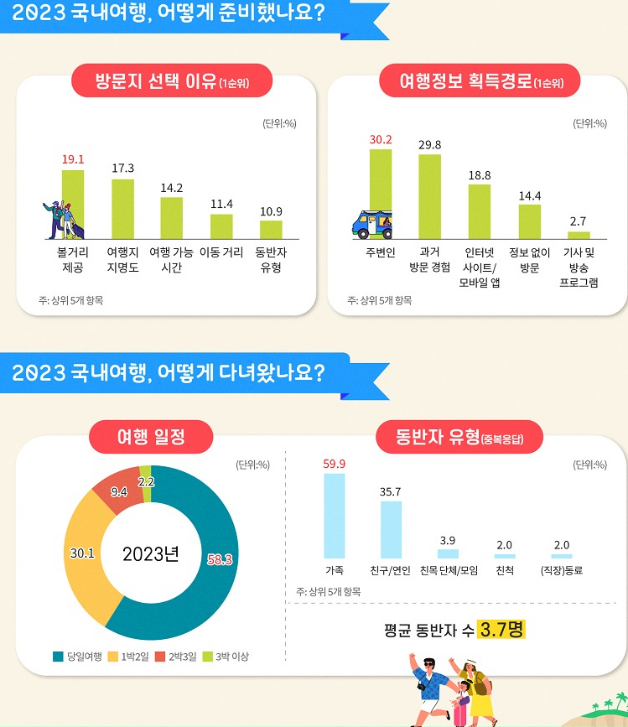 2023 국내여행, 어떻게 준비했나요?
방문지 선택 이유(1순위)
(단위:%)
19.1
17.3
14.2
11.4
10.9
볼거리 제공
여행지 지명도
여행 가능 시간
이동 거리
동반자 유형
주: 상위 5개 항목
여행정보 획득경로(1순위)
(단위:%)
30.2
29.8
18.8
14.4
2.7
주변인
과거 방문 경험
인터넷 사이트/ 모바일 앱
정보 없이 방문
기사 및 방송 프로그램
주: 상위 5개 항목
2023 국내여행, 어떻게 다녀왔나요?
여행 일정
(단위:%)
2.2
9.4
30.1
58.3
2023년
당일여행 1박2일 2박3일 3박 이상
동반자 유형(중복응답)
(단위:%)
59.9
35.7
3.9
2.0
2.0
가족
친구/연인
친목 단체/모임
친척
(직장)동료
주: 상위 5개 항목
평균 동반자 수 3.7명